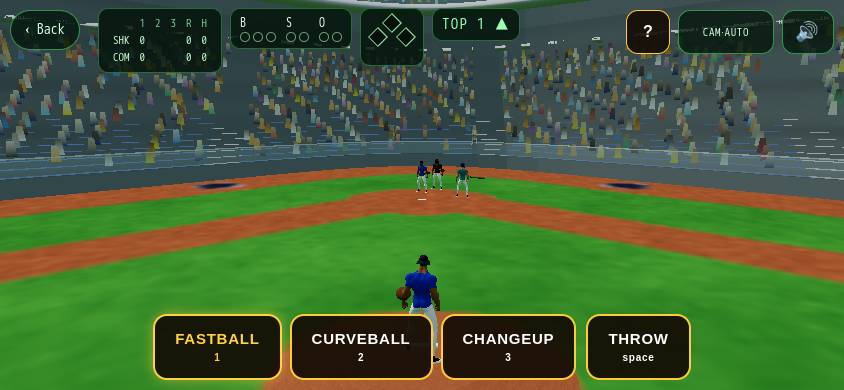 ‹ Back
1 2 3 R H
SHK 0 0 0
COM 0 0 0
B S O
TOP 1 ▲
?
CAM·AUTO
FASTBALL
1
CURVEBALL
2
CHANGEUP
3
THROW
space